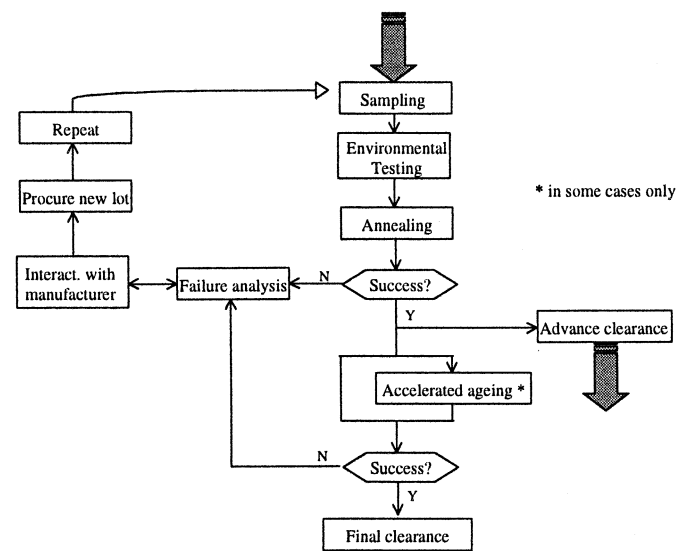 Sampling
Repeat
Environmental
Testing
Procure new lot
* in some cases only
Annealing
Interact. with
manufacturer
Failure analysis
N
Success?
Y
Advance clearance
Accelerated ageing *
N
Success?
Y
Final clearance